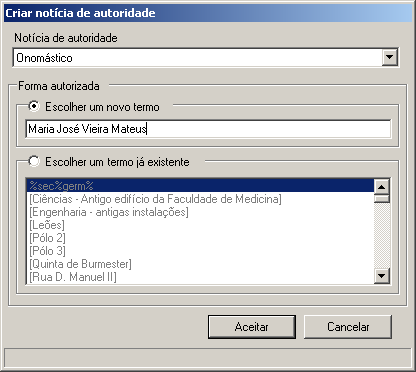 Criar notícia de autoridade
Notícia de autoridade
Onomástico
Forma autorizada
Escolher um novo termo
Maria José Vieira Mateus
Escolher um termo já existente
%sec%germ%
[Ciências - Antigo edifício da Faculdade de Medicina]
[Engenharia - antigas instalações]
[Leões]
[Pólo 2]
[Pólo 3]
[Quinta de Burmester]
[Rua D. Manuel II]
Aceitar Cancelar